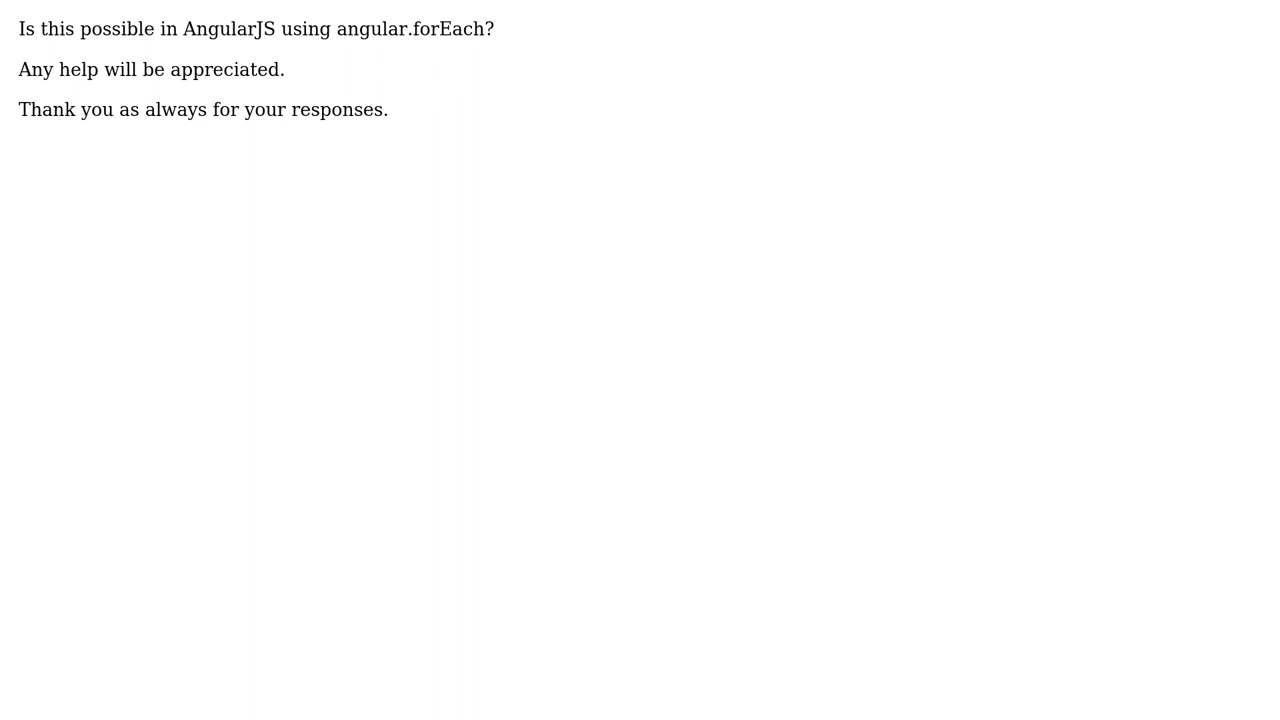 Is this possible in AngularJS using angular.forEach?
Any help will be appreciated.
Thank you as always for your responses.